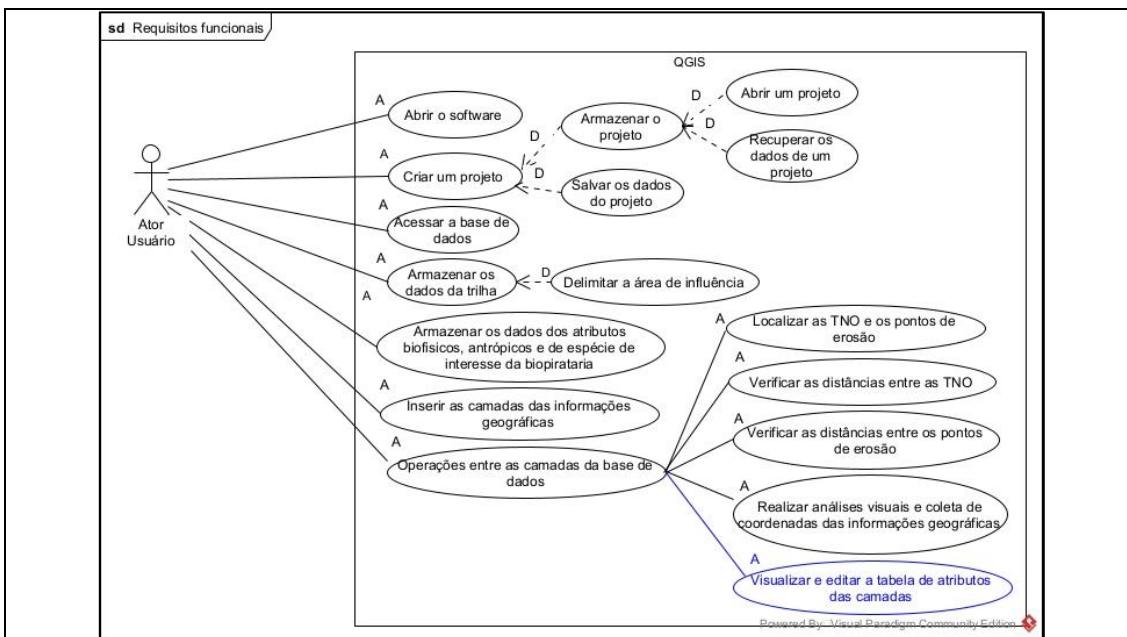 sd Requisitos funcionais
QGIS
Ator
Usuário
A
Abrir o software
A
Criar um projeto
D
Armazenar o
projeto
D
Abrir um projeto
D
Recuperar os
dados de um
projeto
D
Salvar os dados
do projeto
A
Acessar a base de
dados
A
Armazenar os
dados da trilha
D
Delimitar a área de influência
A
Armazenar os dados dos atributos
biofisicos, antrópicos e de espécie de
interesse da biopirataria
A
Inserir as camadas das informações
geográficas
A
Operações entre as camadas da base de
dados
A
Localizar as TNO e os pontos de
erosão
A
Verificar as distâncias entre as TNO
A
Verificar as distâncias entre os pontos
de erosão
A
Realizar análises visuais e coleta de
coordenadas das informações geográficas
A
Visualizar e editar a tabela de atributos
das camadas
Powered By Visual Paradigm Community Edition